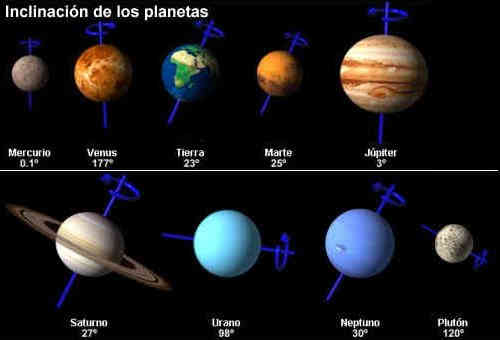 Inclinación de los planetas
Mercurio Venus Tierra Marte Júpiter
0.1º 177º 23º 25º 3º
Saturno Urano Neptuno Plutón
27º 98º 30º 120º